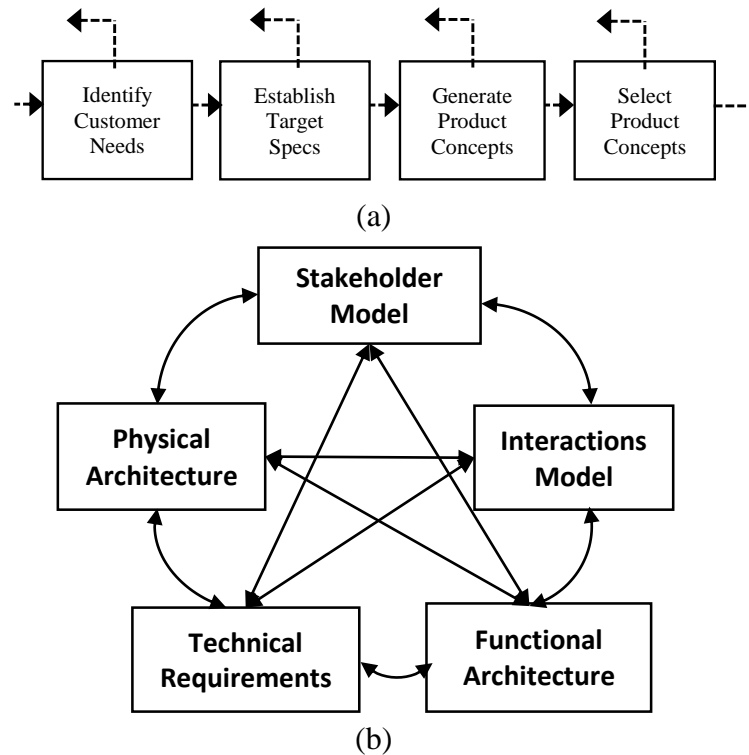 Identify
Customer
Needs
Establish
Target
Specs
Generate
Product
Concepts
Select
Product
Concepts
(a)
Stakeholder
Model
Physical
Architecture
Interactions
Model
Technical
Requirements
Functional
Architecture
(b)